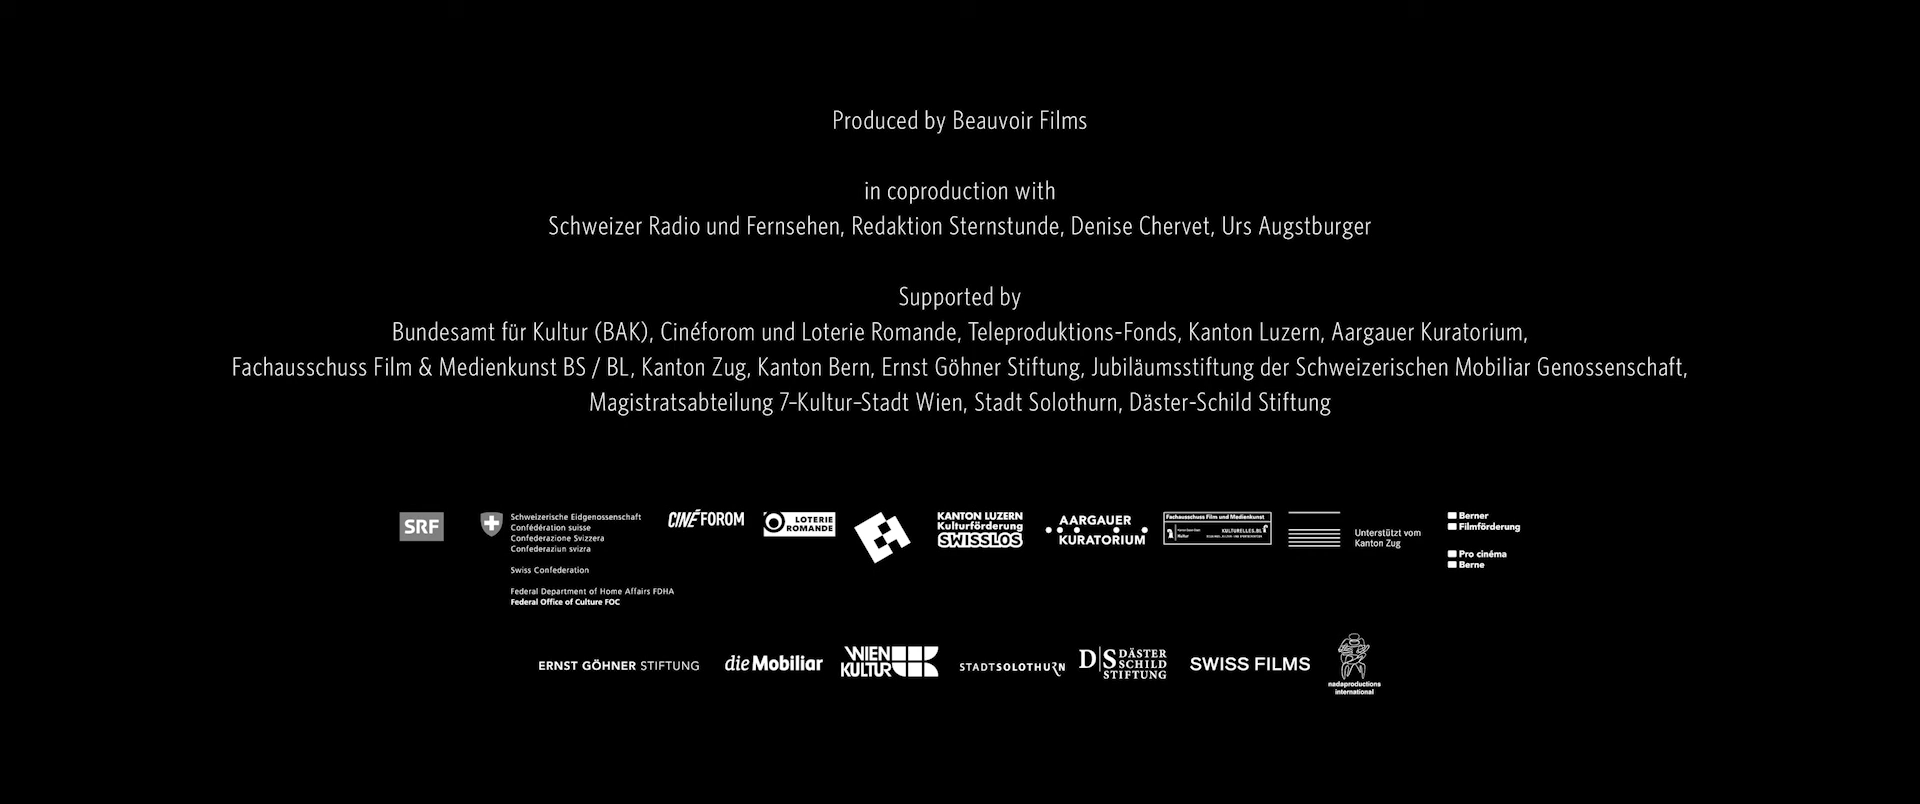 Produced by Beauvoir Films
in coproduction with
Schweizer Radio und Fernsehen, Redaktion Sternstunde, Denise Chervet, Urs Augstburger
Supported by
Bundesamt für Kultur (BAK), Cinéforom und Loterie Romande, Teleproduktions-Fonds, Kanton Luzern, Aargauer Kuratorium,
Fachausschuss Film & Medienkunst BS / BL, Kanton Zug, Kanton Bern, Ernst Göhner Stiftung, Jubiläumsstiftung der Schweizerischen Mobiliar Genossenschaft,
Magistratsabteilung 7–Kultur–Stadt Wien, Stadt Solothurn, Däster-Schild Stiftung
SRF
Schweizerische Eidgenossenschaft
Confédération suisse
Confederazione Svizzera
Confederaziun svizra
Swiss Confederation
Federal Department of Home Affairs FDHA
Federal Office of Culture FOC
CINÉFOROM
LOTERIE
ROMANDE
KANTON LUZERN
Kulturförderung
SWISSLOS
AARGAUER
KURATORIUM
Fachausschuss Film und Medienkunst
KULTURELLES.BL
Unterstützt vom
Kanton Zug
Berner
Filmförderung
Pro cinéma
Berne
ERNST GÖHNER STIFTUNG
die Mobiliar
WIEN
KULTUR
STADTSOLOTHURN
DS DÄSTER
SCHILD
STIFTUNG
SWISS FILMS
nadaproductions
international